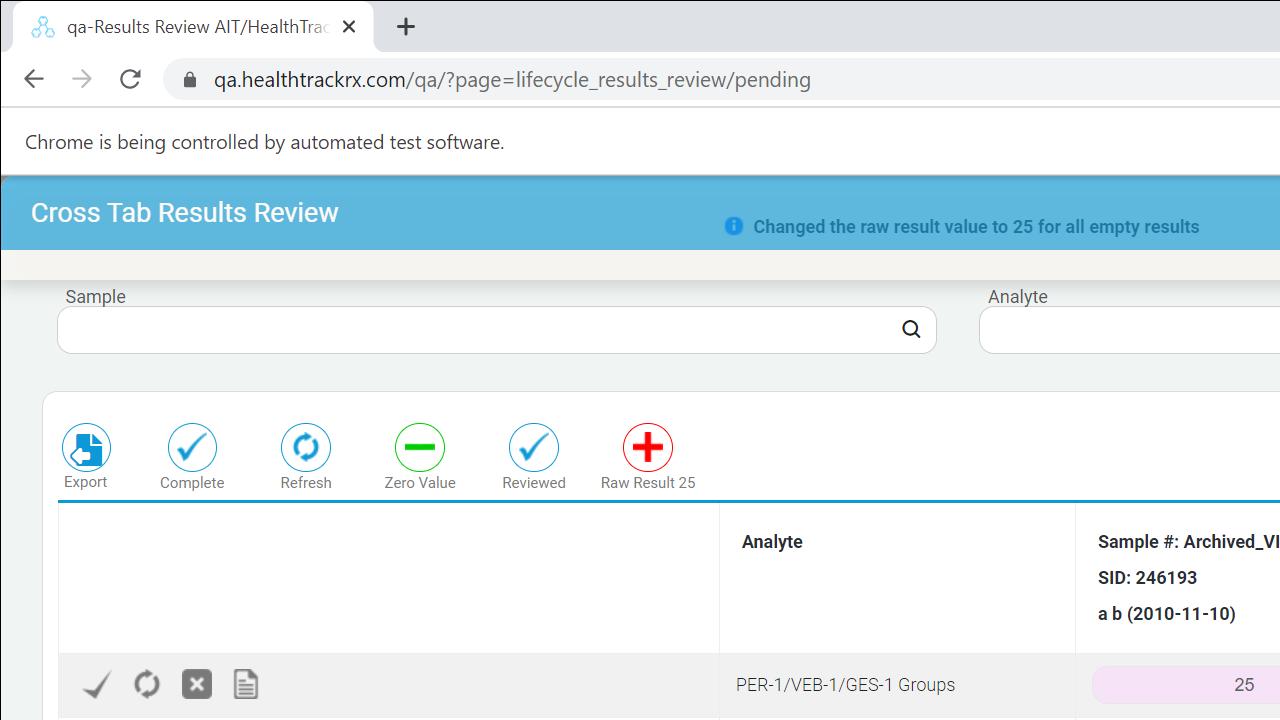 qa-Results Review AIT/HealthTrac
qa.healthtrackrx.com/qa/?page=lifecycle_results_review/pending
Chrome is being controlled by automated test software.
Cross Tab Results Review
Changed the raw result value to 25 for all empty results
Sample
Analyte
Export
Complete
Refresh
Zero Value
Reviewed
Raw Result 25
Analyte
Sample #: Archived_VI
SID: 246193
a b (2010-11-10)
PER-1/VEB-1/GES-1 Groups
25